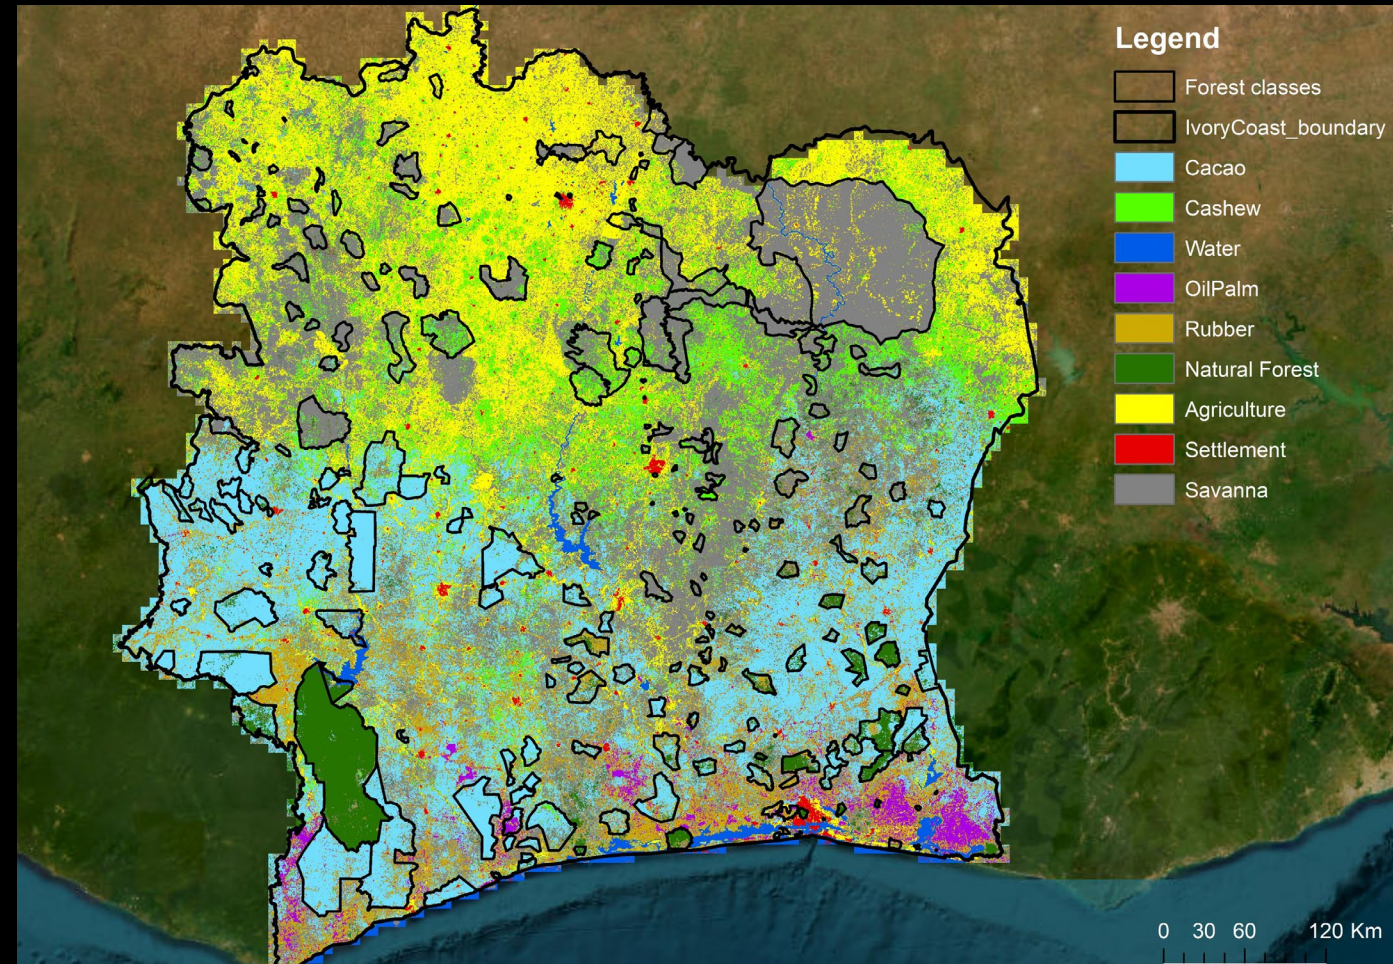 Legend
Forest classes
IvoryCoast_boundary
Cacao
Cashew
Water
OilPalm
Rubber
Natural Forest
Agriculture
Settlement
Savanna
0 30 60 120 Km